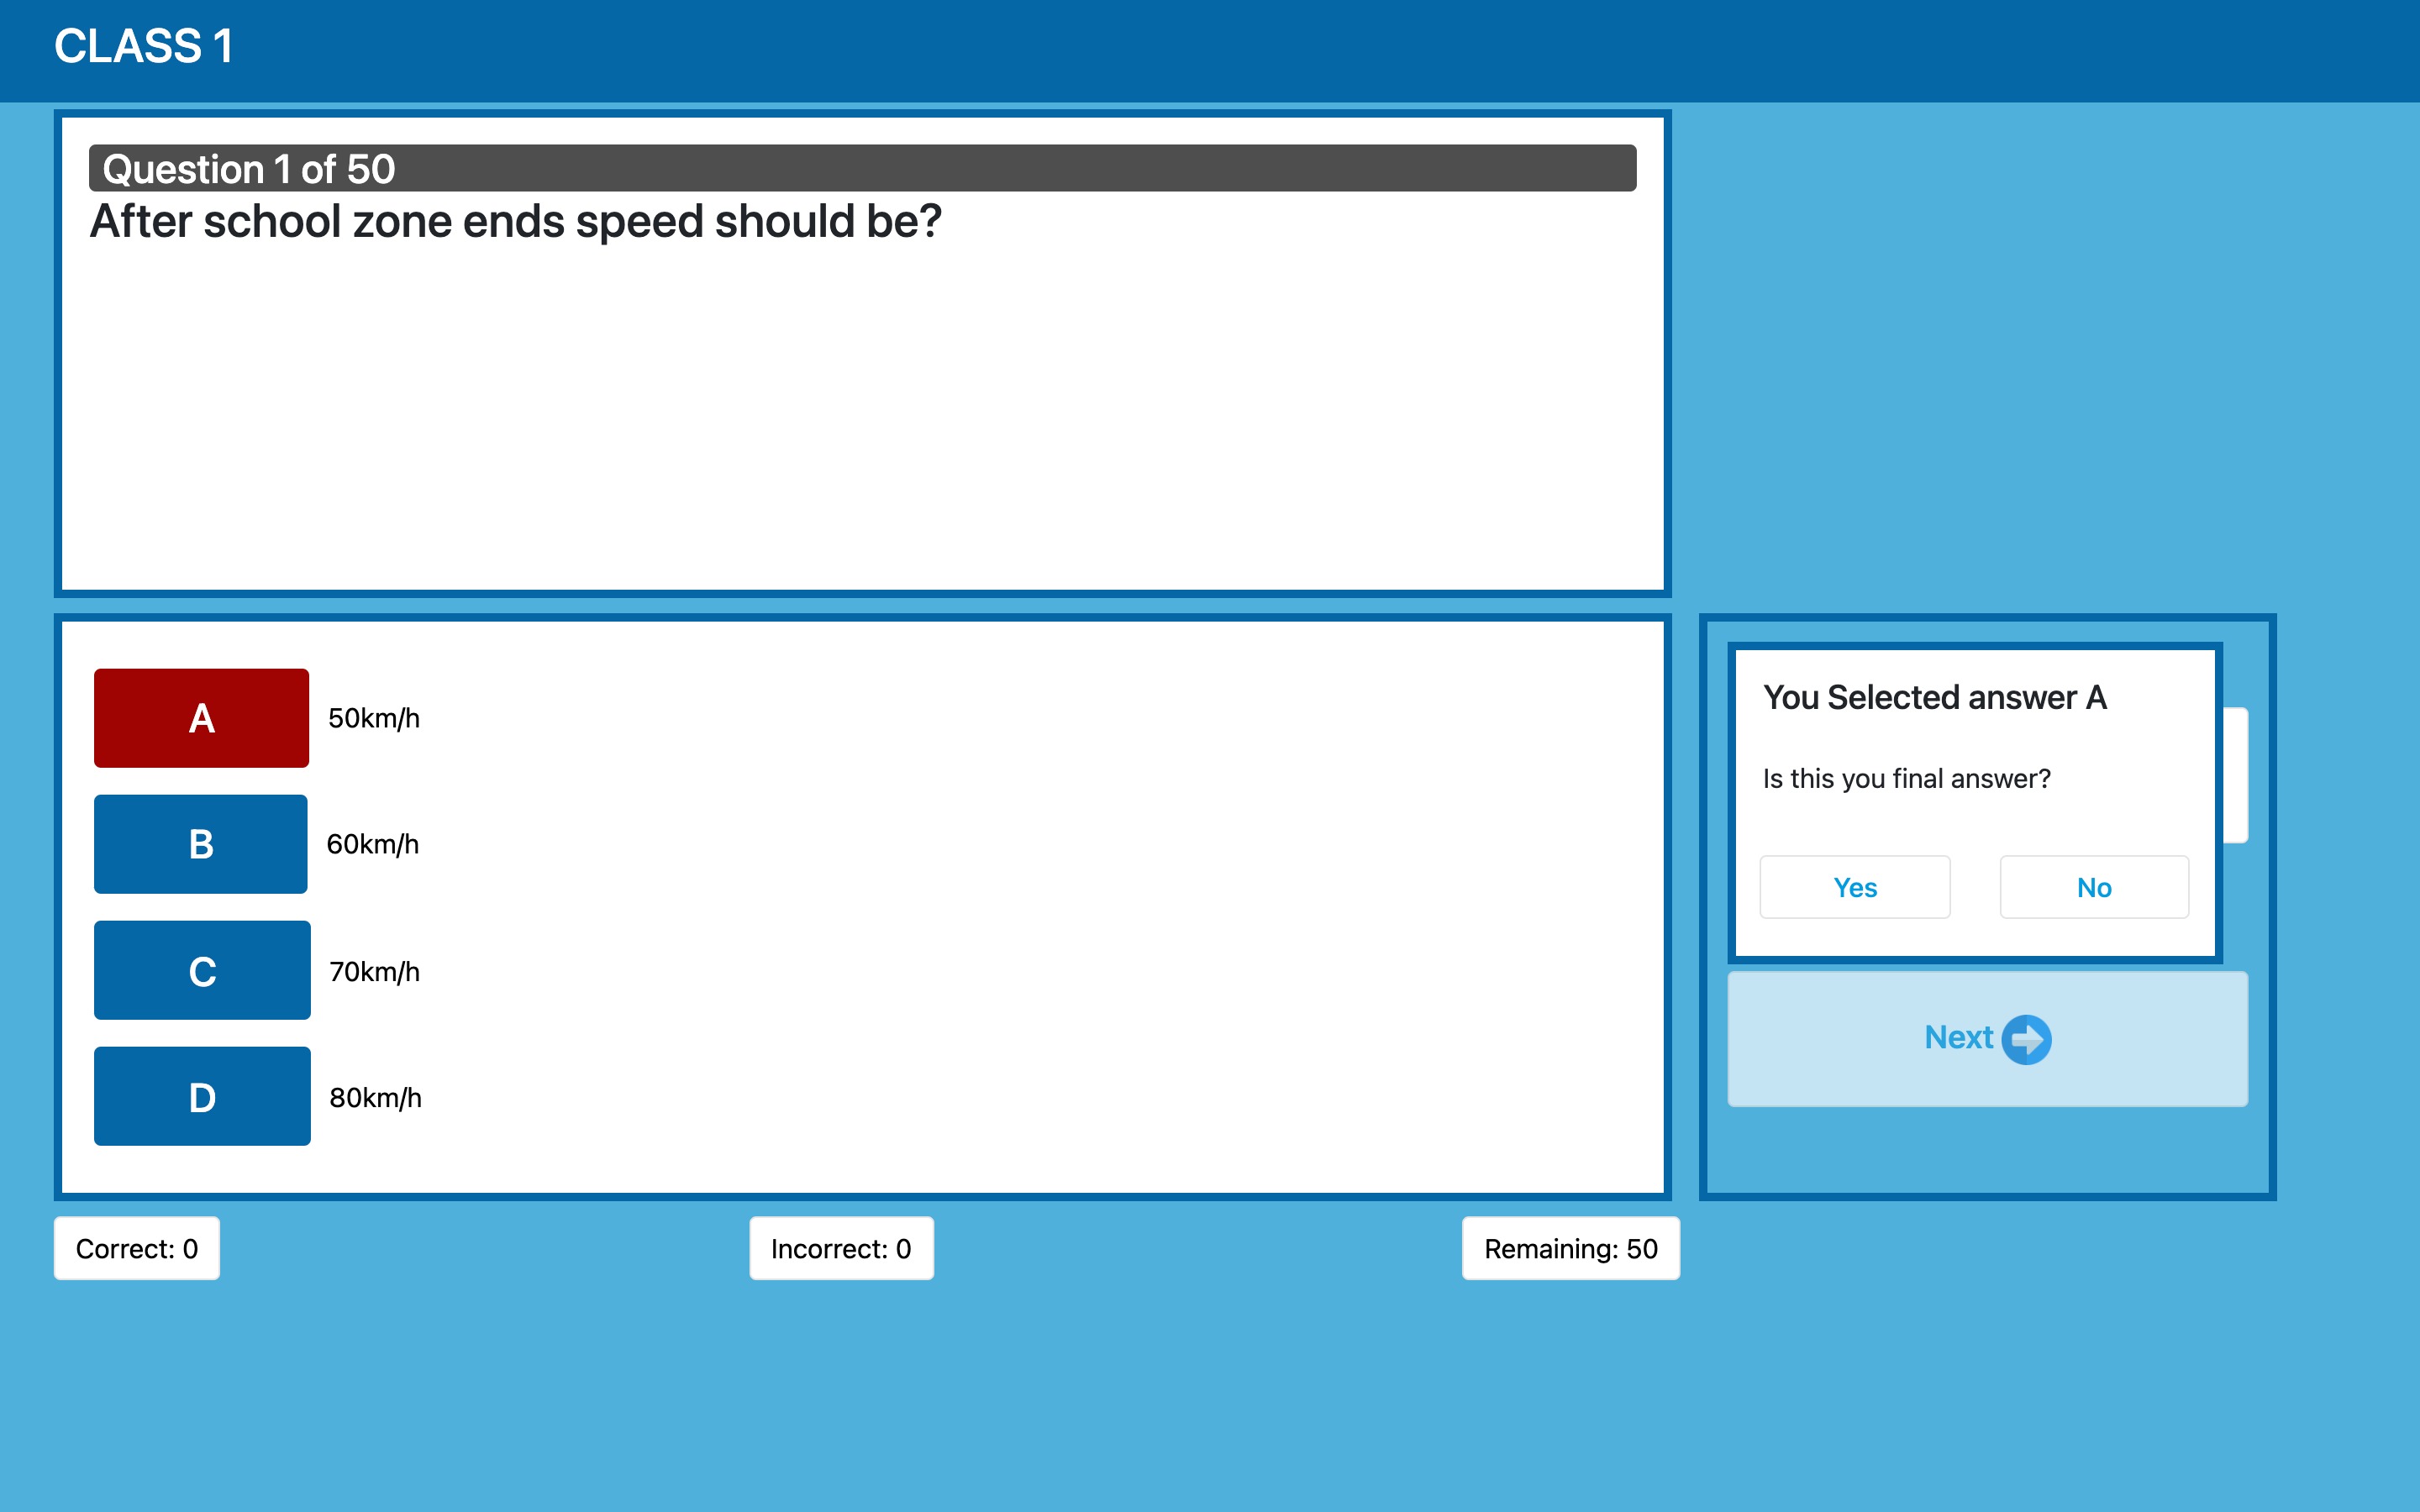 CLASS 1
Question 1 of 50
After school zone ends speed should be?
A 50km/h
B 60km/h
C 70km/h
D 80km/h
You Selected answer A
Is this you final answer?
Yes No
Next
Correct: 0 Incorrect: 0 Remaining: 50